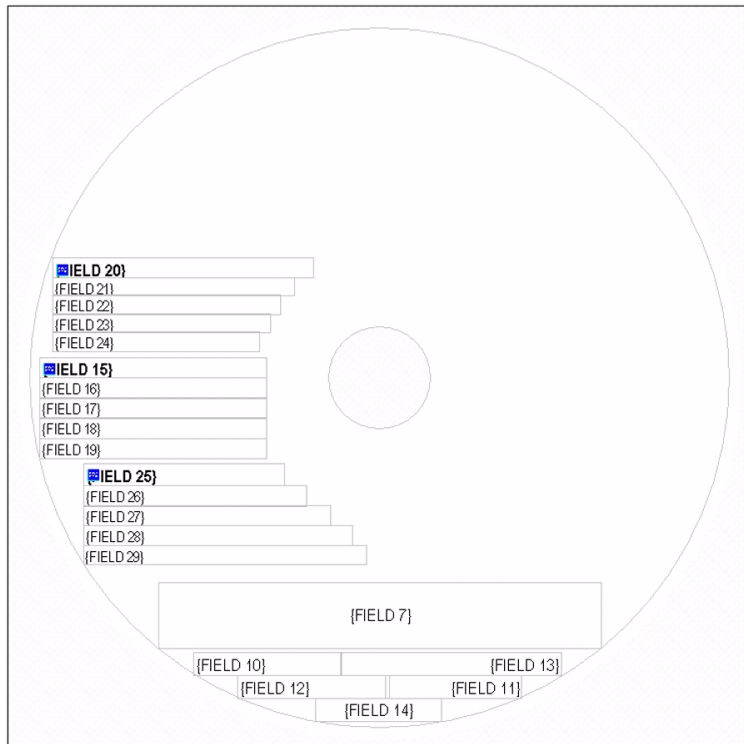 IELD 20}
{FIELD 21}
{FIELD 22}
{FIELD 23}
{FIELD 24}
IELD 15}
{FIELD 16}
{FIELD 17}
{FIELD 18}
{FIELD 19}
IELD 25}
{FIELD 26}
{FIELD 27}
{FIELD 28}
{FIELD 29}
{FIELD 7}
{FIELD 10} {FIELD 13}
{FIELD 12} {FIELD 11}
{FIELD 14}